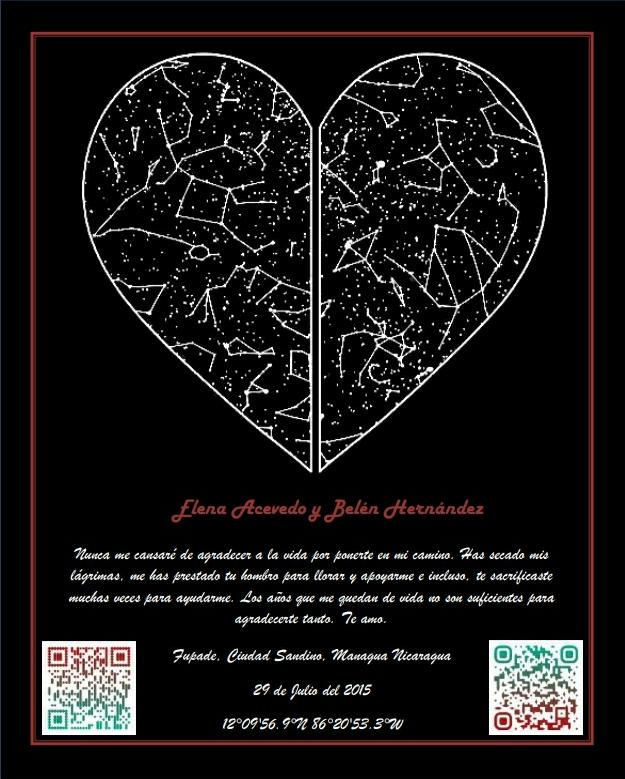 Elena Acevedo y Belén Hernández
Nunca me cansaré de agradecer a la vida por ponerte en mi camino. Has secado mis
lágrimas, me has prestado tu hombro para llorar y apoyarme e incluso, te sacrificaste
muchas veces para ayudarme. Los años que me quedan de vida no son suficientes para
agradecerte tanto. Te amo.
Fupade, Ciudad Sandino, Managua Nicaragua
29 de Julio del 2015
12°09'56.9"N 86°20'53.3"W